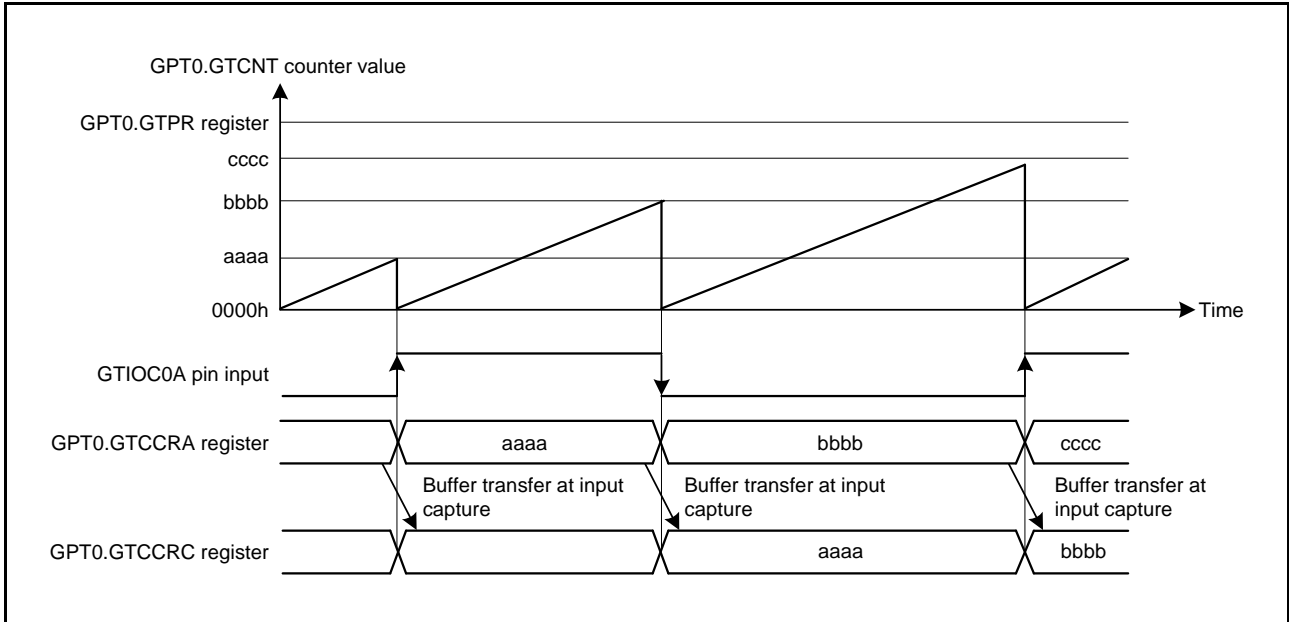 GPT0.GTCNT counter value
GPT0.GTPR register
cccc
bbbb
aaaa
0000h
Time
GTIOC0A pin input
GPT0.GTCCRA register
aaaa
bbbb
cccc
Buffer transfer at input
capture
Buffer transfer at input
capture
Buffer transfer at
input capture
GPT0.GTCCRC register
aaaa
bbbb